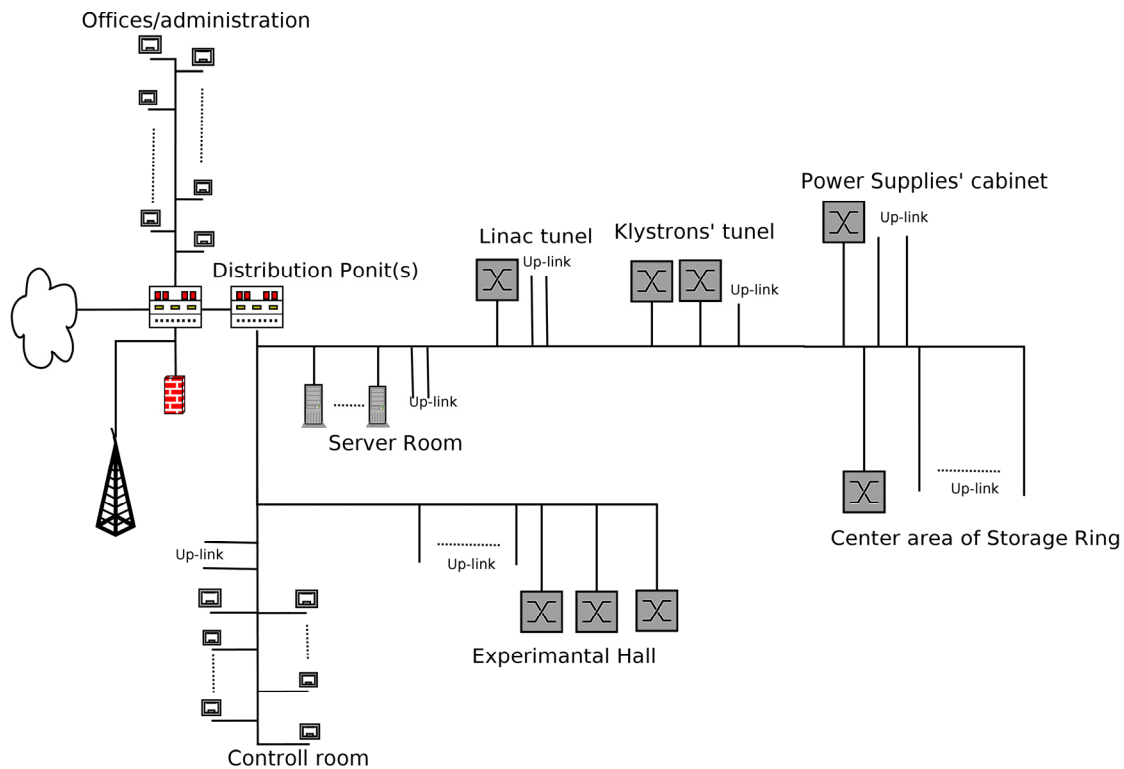 Offices/administration
Power Supplies' cabinet
Up-link
Klystrons' tunel
Linac tunel
Up-link
Distribution Ponit(s)
Up-link
Up-link
Server Room
Up-link
Center area of Storage Ring
Up-link
Up-link
Experimantal Hall
Controll room